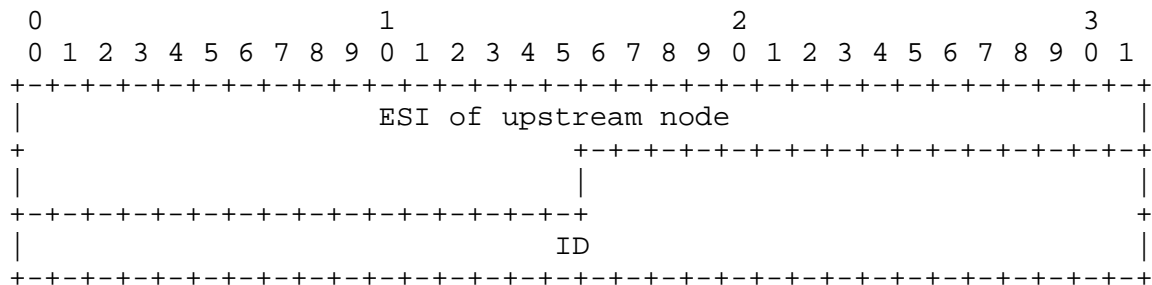 0                   1                   2                   3
 0 1 2 3 4 5 6 7 8 9 0 1 2 3 4 5 6 7 8 9 0 1 2 3 4 5 6 7 8 9 0 1
+-+-+-+-+-+-+-+-+-+-+-+-+-+-+-+-+-+-+-+-+-+-+-+-+-+-+-+-+-+-+-+-+
|                    ESI of upstream node                       |
+                               +-+-+-+-+-+-+-+-+-+-+-+-+-+-+-+-+
|                               |                               |
+-+-+-+-+-+-+-+-+-+-+-+-+-+-+-+-+                               +
|                              ID                               |
+-+-+-+-+-+-+-+-+-+-+-+-+-+-+-+-+-+-+-+-+-+-+-+-+-+-+-+-+-+-+-+-+